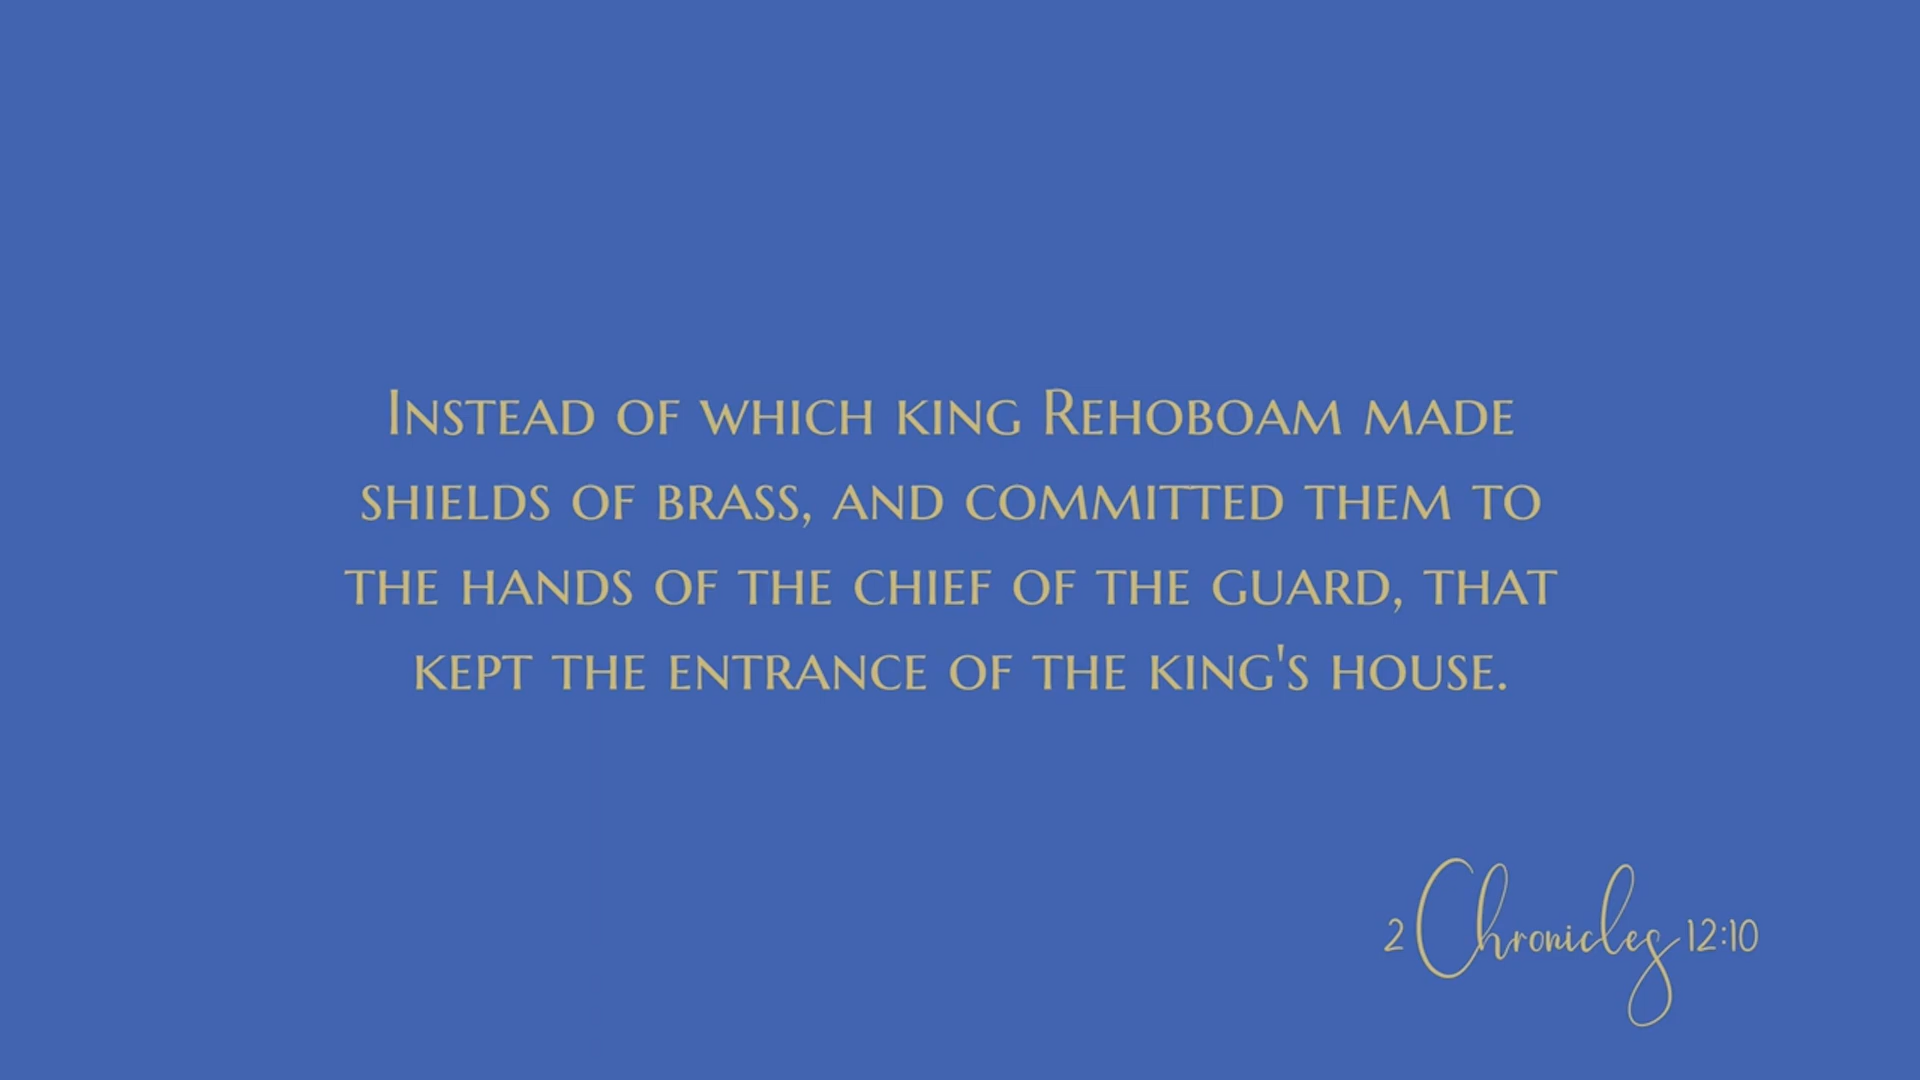 Instead of which king Rehoboam made
shields of brass, and committed them to
the hands of the chief of the guard, that
kept the entrance of the king's house.
2 Chronicles 12:10